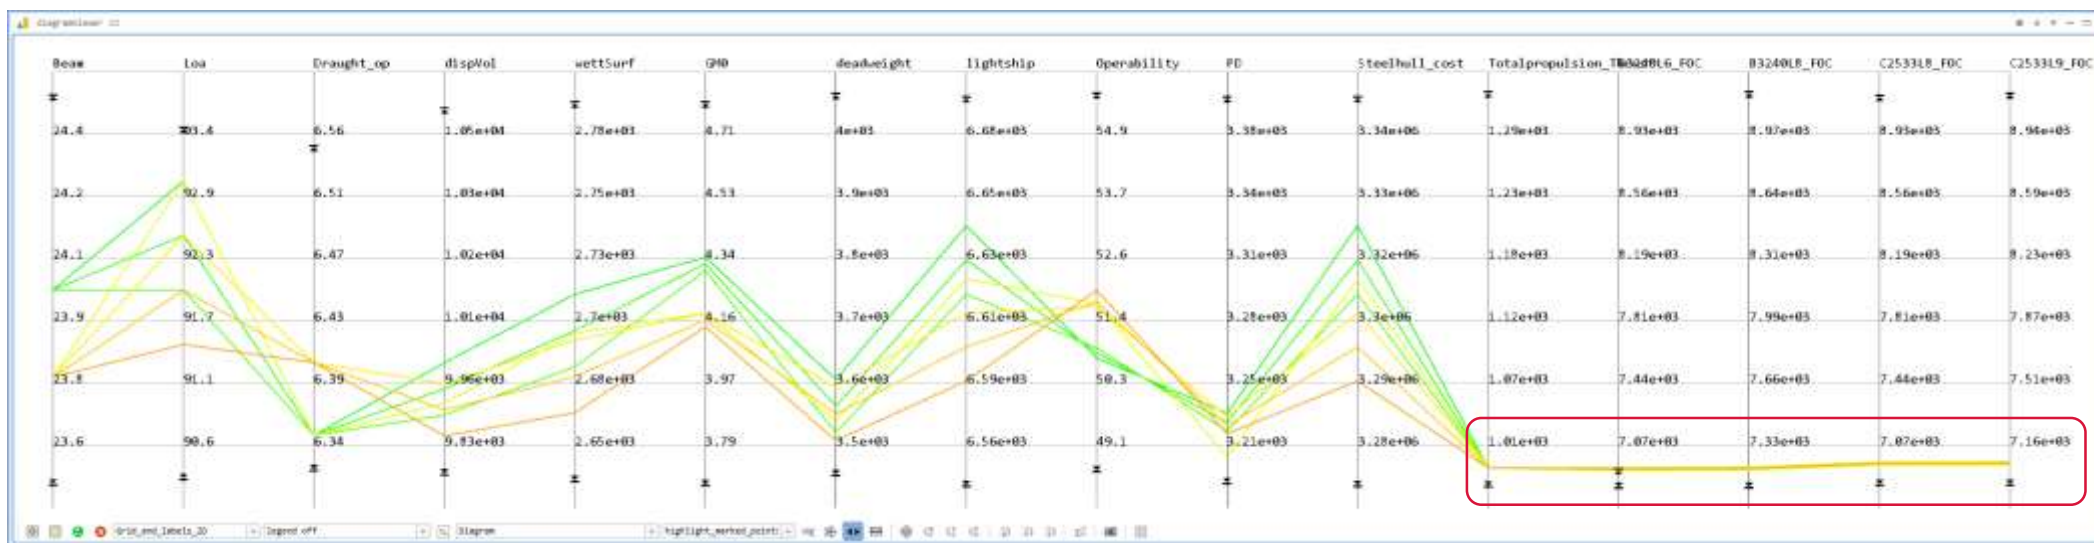 diagramviewer
Beam Loa Draught_op dispVol wettSurf GM0 deadweight lightship Operability PD Steelhull_cost Totalpropulsion_ B3240L8_FOC C2533L8_FOC C2533L9_FOC
24.4 93.4 6.56 1.05e+04 2.78e+03 4.71 4e+03 6.68e+03 54.9 3.38e+03 3.34e+06 1.29e+03 8.93e+03 8.97e+03 8.93e+03 8.94e+03
24.2 92.9 6.51 1.03e+04 2.75e+03 4.53 3.9e+03 6.65e+03 53.7 3.34e+03 3.33e+06 1.23e+03 8.56e+03 8.64e+03 8.56e+03 8.59e+03
24.1 92.3 6.47 1.02e+04 2.73e+03 4.34 3.8e+03 6.63e+03 52.6 3.31e+03 3.32e+06 1.18e+03 8.19e+03 8.31e+03 8.19e+03 8.23e+03
23.9 91.7 6.43 1.01e+04 2.7e+03 4.16 3.7e+03 6.61e+03 51.4 3.28e+03 3.3e+06 1.12e+03 7.81e+03 7.99e+03 7.81e+03 7.87e+03
23.8 91.1 6.39 9.96e+03 2.68e+03 3.97 3.6e+03 6.59e+03 50.3 3.25e+03 3.29e+06 1.07e+03 7.44e+03 7.66e+03 7.44e+03 7.51e+03
23.6 90.6 6.34 9.83e+03 2.65e+03 3.79 3.5e+03 6.56e+03 49.1 3.21e+03 3.28e+06 1.01e+03 7.07e+03 7.33e+03 7.07e+03 7.16e+03
Grid_and_labels_2D legend off Diagram highlight_marked_points